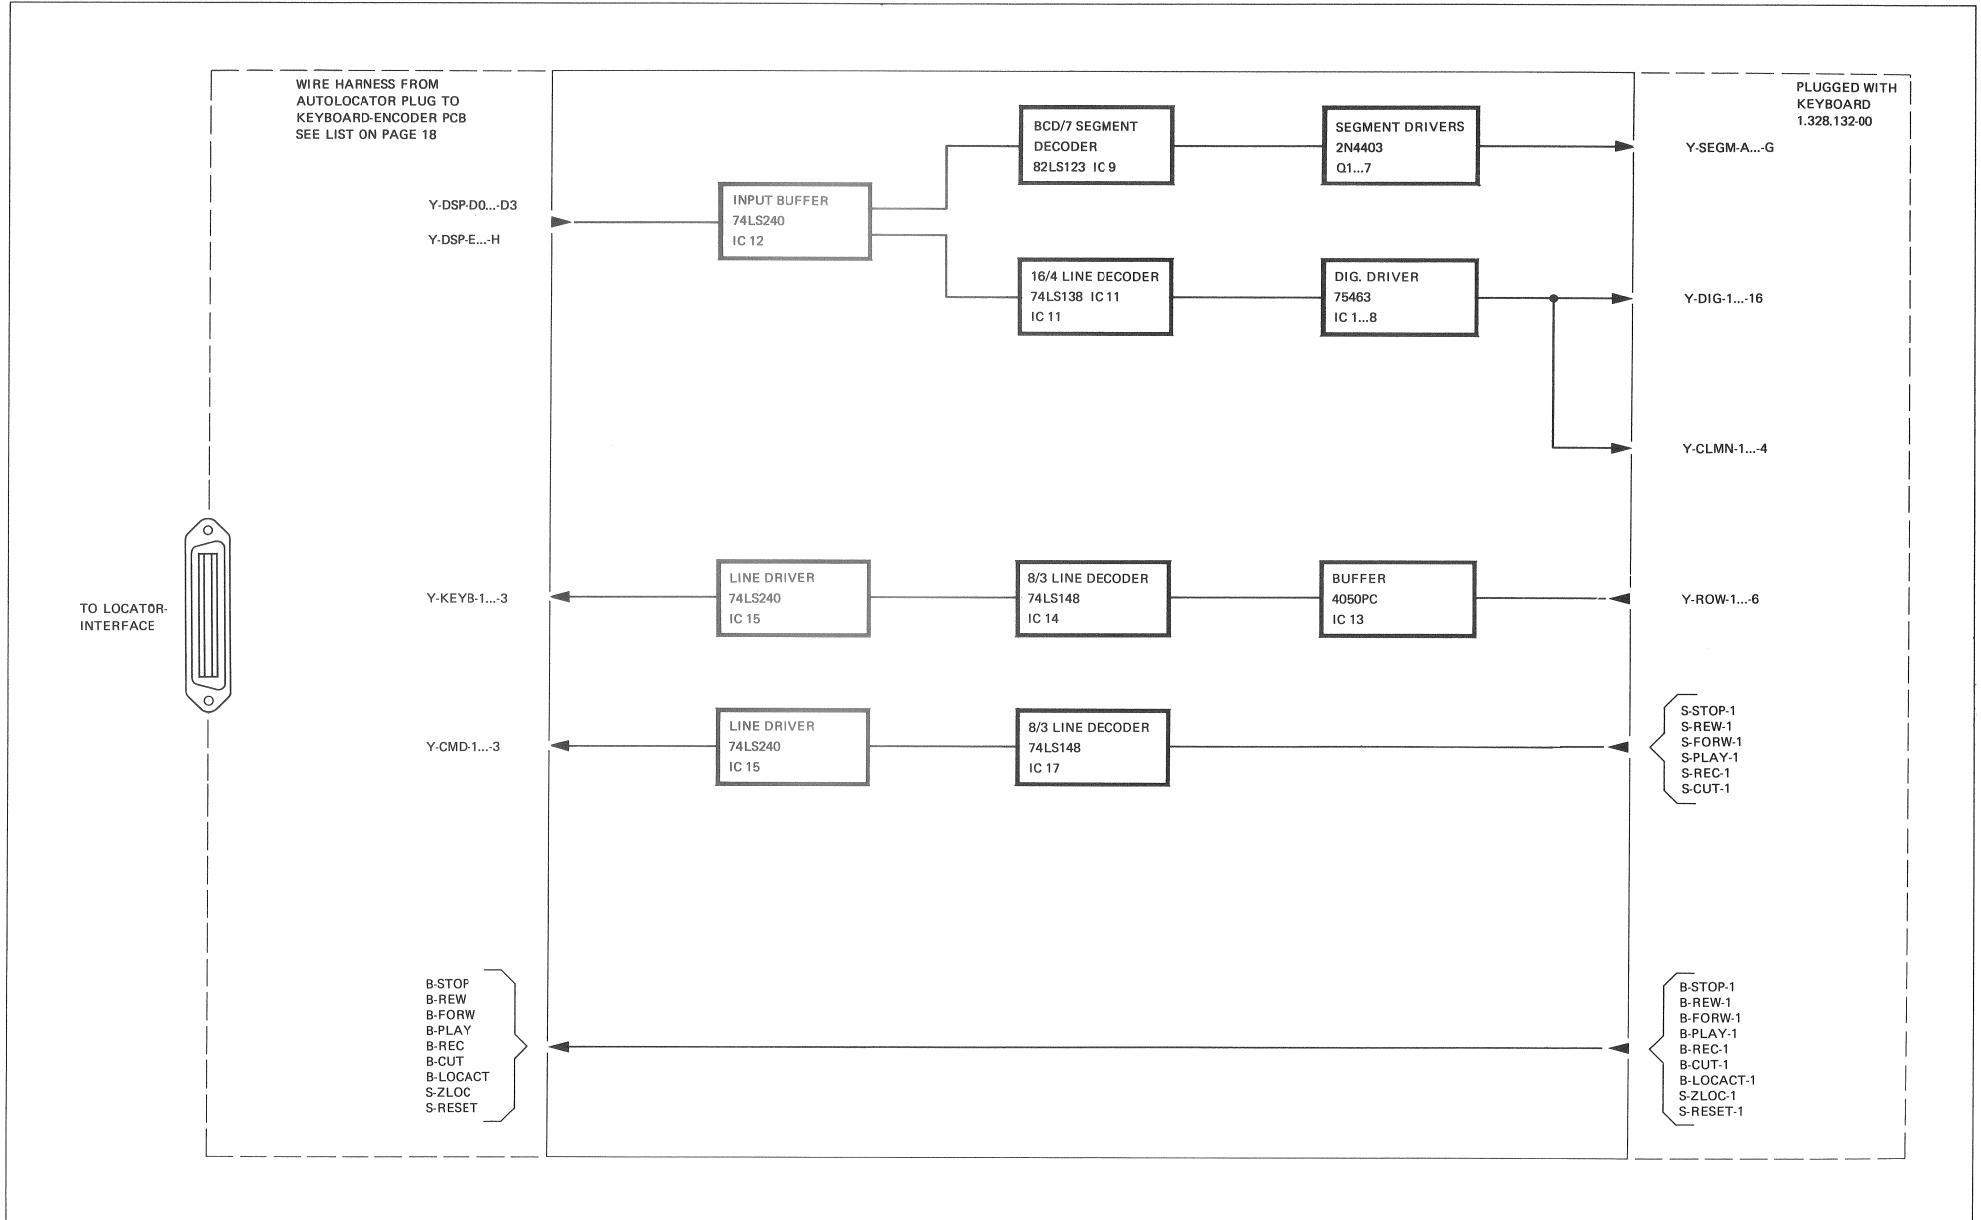 WIRE HARNESS FROM
AUTOLOCATOR PLUG TO
KEYBOARD-ENCODER PCB
SEE LIST ON PAGE 18
PLUGGED WITH
KEYBOARD
1.328.132-00
BCD/7 SEGMENT
DECODER
82LS123 IC 9
SEGMENT DRIVERS
2N4403
Q1...7
Y-SEGM-A...-G
Y-DSP-D0...-D3
Y-DSP-E...-H
INPUT BUFFER
74LS240
IC 12
16/4 LINE DECODER
74LS138 IC 11
IC 11
DIG. DRIVER
75463
IC 1...8
Y-DIG-1...-16
Y-CLMN-1...-4
TO LOCATOR-
INTERFACE
Y-KEYB-1...-3
LINE DRIVER
74LS240
IC 15
8/3 LINE DECODER
74LS148
IC 14
BUFFER
4050PC
IC 13
Y-ROW-1...-6
Y-CMD-1...-3
LINE DRIVER
74LS240
IC 15
8/3 LINE DECODER
74LS148
IC 17
S-STOP-1
S-REW-1
S-FORW-1
S-PLAY-1
S-REC-1
S-CUT-1
B-STOP
B-REW
B-FORW
B-PLAY
B-REC
B-CUT
B-LOCACT
S-ZLOC
S-RESET
B-STOP-1
B-REW-1
B-FORW-1
B-PLAY-1
B-REC-1
B-CUT-1
B-LOCACT-1
S-ZLOC-1
S-RESET-1